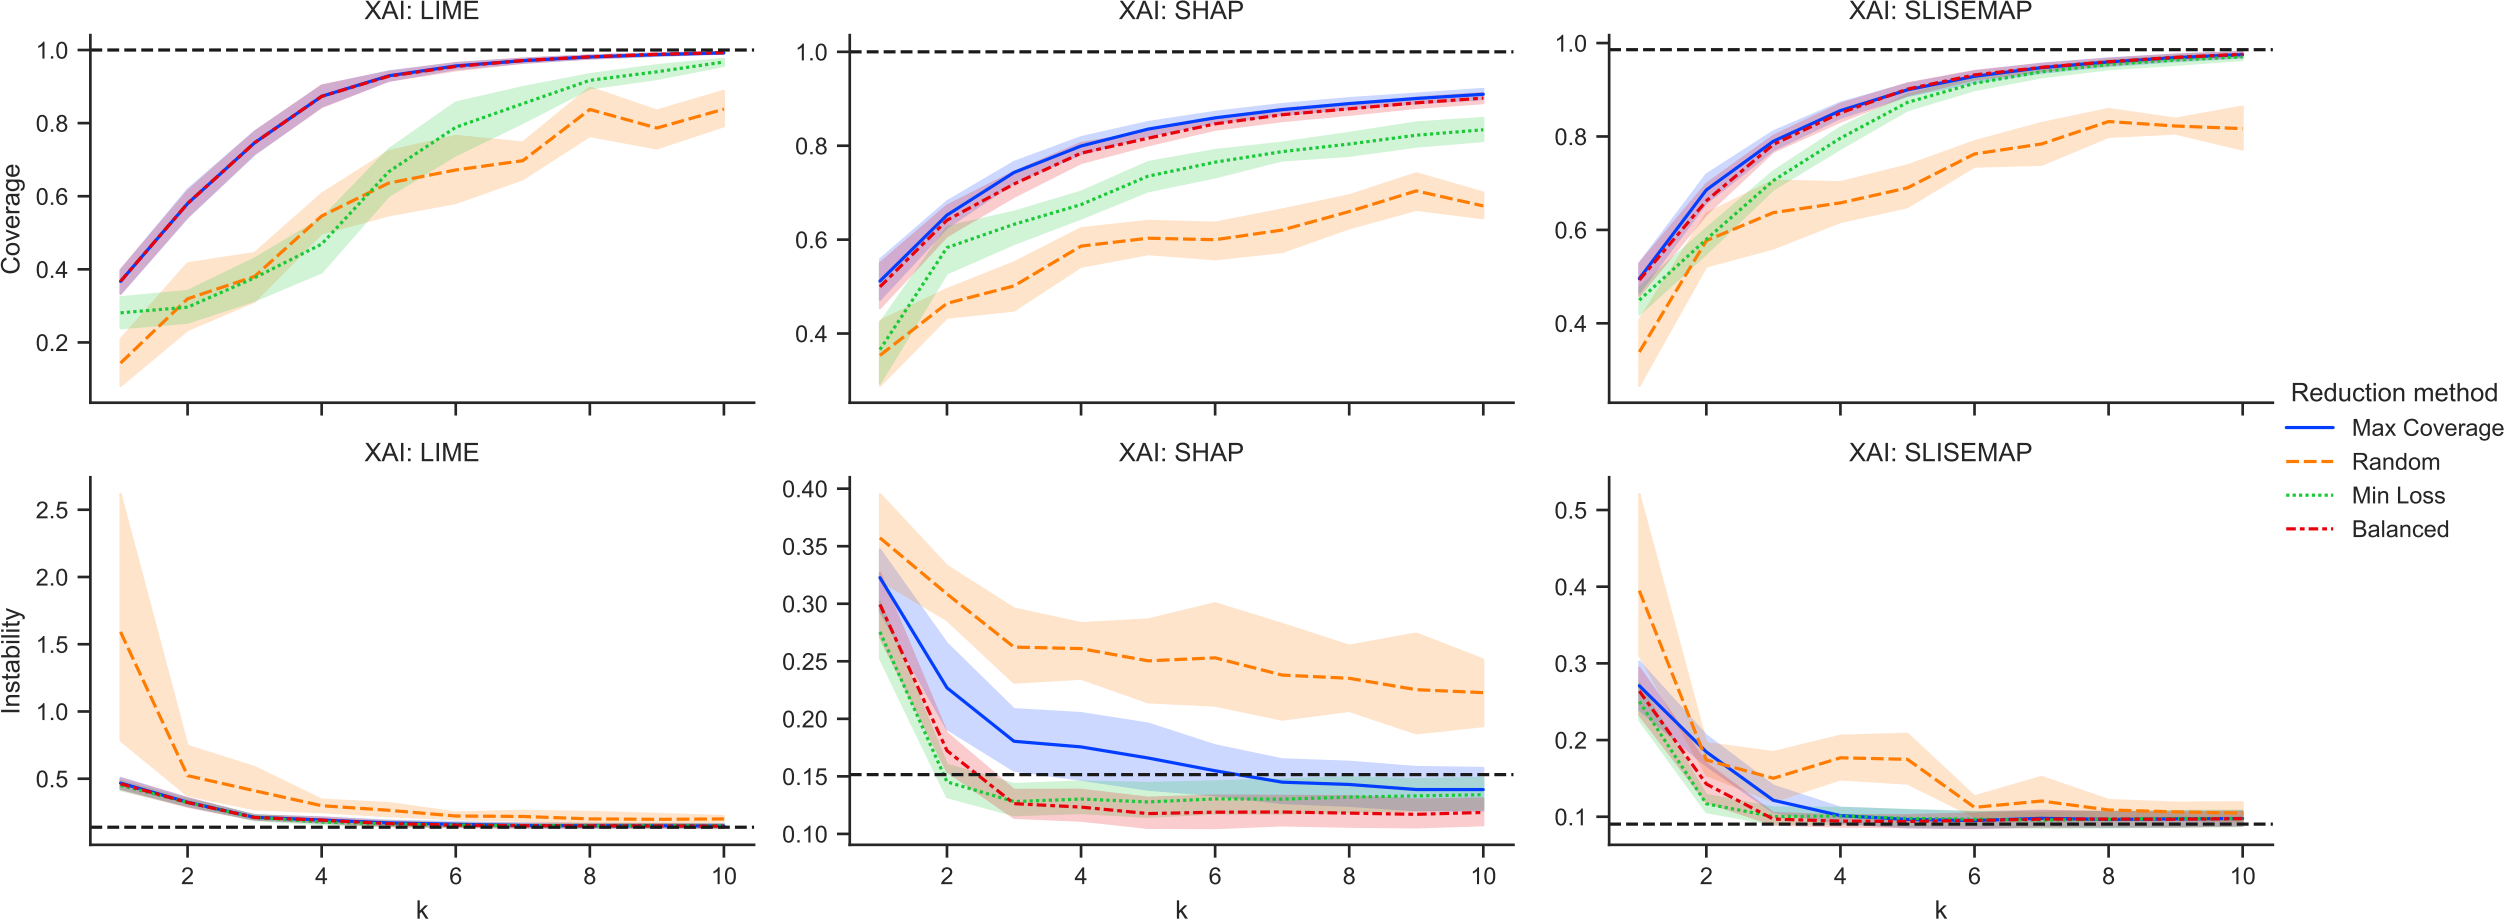 XAI: LIME
XAI: SHAP
XAI: SLISEMAP
1.0
0.8
0.6
0.4
0.2
Coverage
1.0
0.8
0.6
0.4
1.0
0.8
0.6
0.4
XAI: LIME
XAI: SHAP
XAI: SLISEMAP
2.5
2.0
1.5
1.0
0.5
Instability
2 4 6 8 10
k
0.40
0.35
0.30
0.25
0.20
0.15
0.10
2 4 6 8 10
k
0.5
0.4
0.3
0.2
0.1
2 4 6 8 10
k
Reduction method
Max Coverage
Random
Min Loss
Balanced